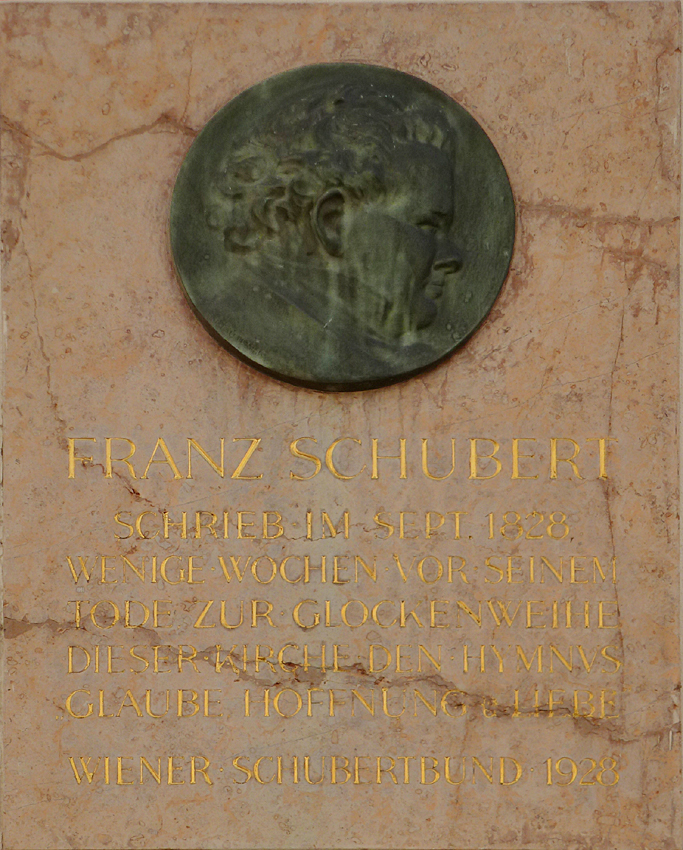 FRANZ SCHUBERT
SCHRIEB·IM·SEPT.1828
WENIGE·WOCHEN·VOR·SEINEM
TODE·ZUR·GLOCKENWEIHE
DIESER·KIRCHE·DEN·HYMNVS
GLAUBE·HOFFNUNG·u·LIEBE
WIENER·SCHUBERTBUND·1928